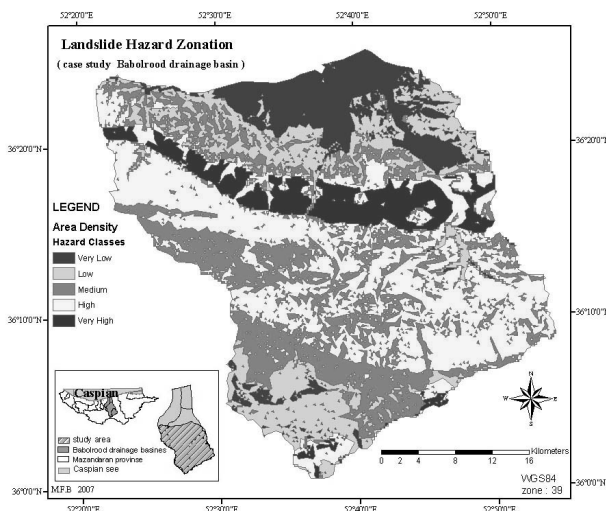 52°20'0"E 52°30'0"E 52°40'0"E 52°50'0"E
Landslide Hazard Zonation
( case study Babolrood drainage basin )
36°20'0"N 36°20'0"N
LEGEND
Area Density
Hazard Classes
Very Low
Low
Medium
High
Very High
36°10'0"N 36°10'0"N
Caspian
study area
Babolrood drainage basines
Mazandaran proviince
Caspian see
M.F.B 2007
N
W E
S
Kilometers
0 2 4 8 12 16
WGS84
zone : 39
36°0'0"N 36°0'0"N
52°20'0"E 52°30'0"E 52°40'0"E 52°50'0"E